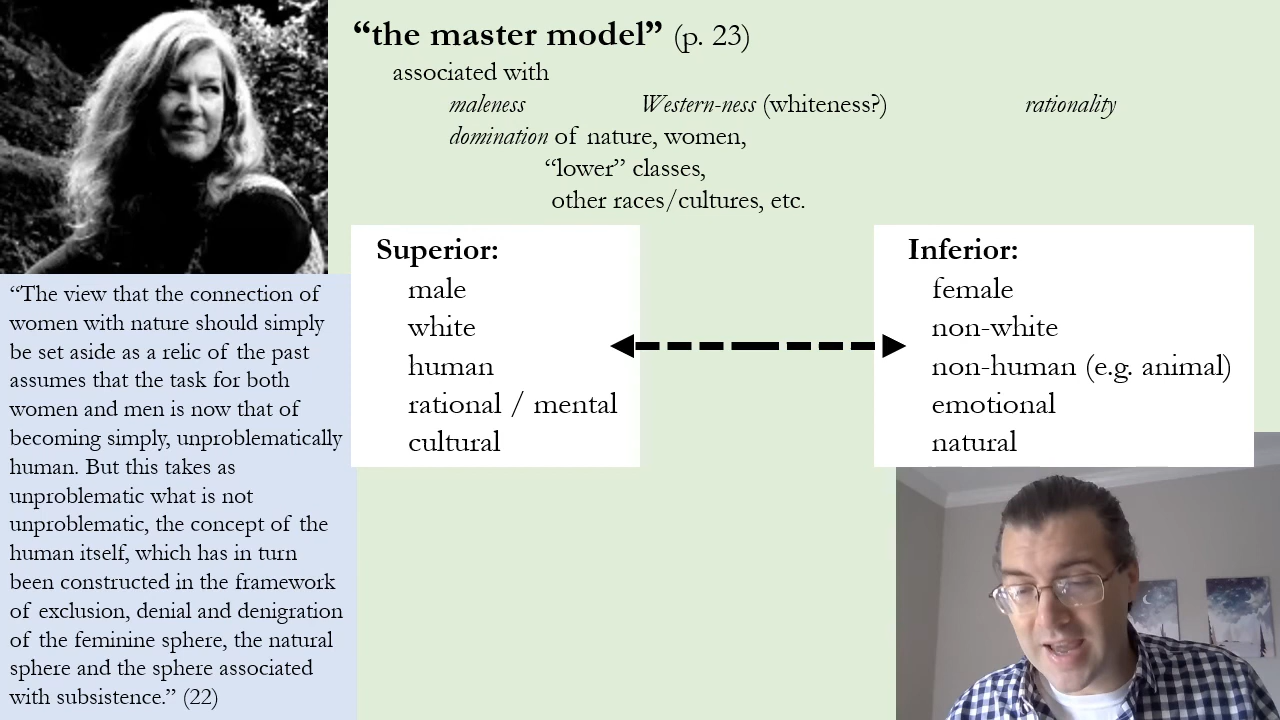 “the master model” (p. 23)
associated with
maleness Western-ness (whiteness?) rationality
domination of nature, women,
“lower” classes,
other races/cultures, etc.
Superior:
male
white
human
rational / mental
cultural
Inferior:
female
non-white
non-human (e.g. animal)
emotional
natural
“The view that the connection of
women with nature should simply
be set aside as a relic of the past
assumes that the task for both
women and men is now that of
becoming simply, unproblematically
human. But this takes as
unproblematic what is not
unproblematic, the concept of the
human itself, which has in turn
been constructed in the framework
of exclusion, denial and denigration
of the feminine sphere, the natural
sphere and the sphere associated
with subsistence.” (22)